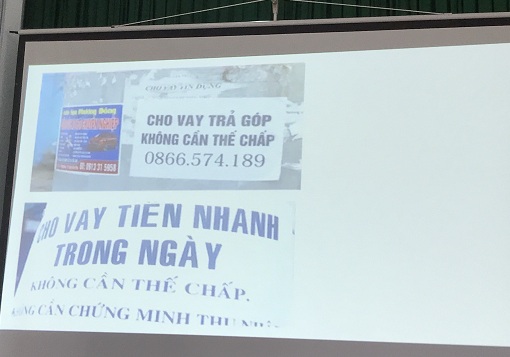 CHO VAY TÍN DỤNG
CHO VAY TRẢ GÓP
KHÔNG CẦN THẾ CHẤP
0866.574.189
CHO VAY TIỀN NHANH
TRONG NGÀY
KHÔNG CẦN THẾ CHẤP.
CẦN CHỨNG MINH THU